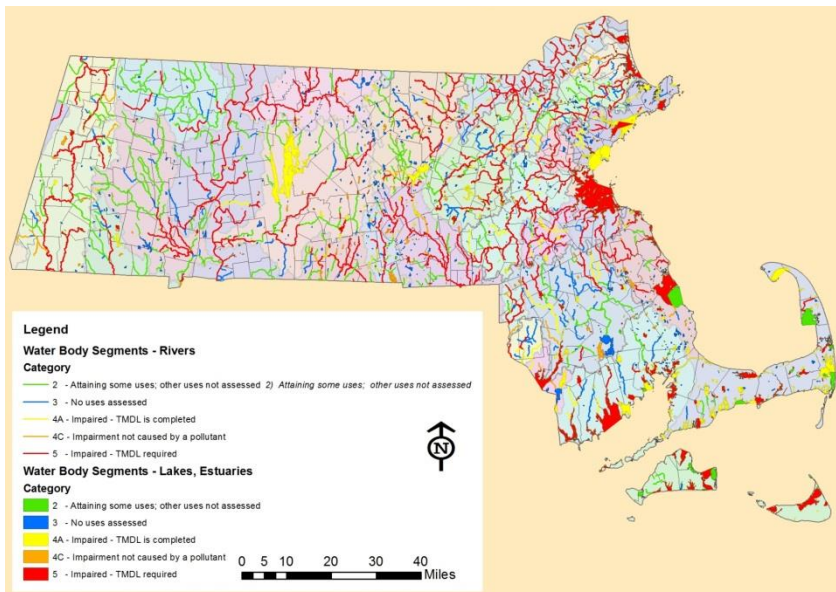 Legend
Water Body Segments - Rivers
Category
2 - Attaining some uses; other uses not assessed 2) Attaining some uses; other uses not assessed
3 - No uses assessed
4A - Impaired - TMDL is completed
4C - Impairment not caused by a pollutant
5 - Impaired - TMDL required
Water Body Segments - Lakes, Estuaries
Category
2 - Attaining some uses; other uses not assessed
3 - No uses assessed
4A - Impaired - TMDL is completed
4C - Impairment not caused by a pollutant
5 - Impaired - TMDL required
N
0 5 10 20 30 40
Miles